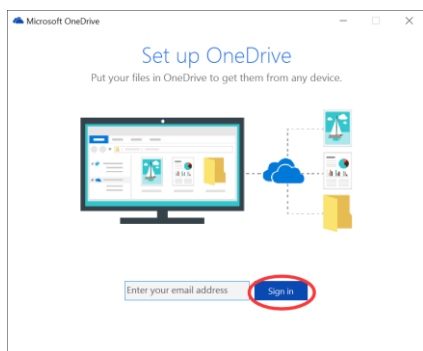 Microsoft OneDrive
Set up OneDrive
Put your files in OneDrive to get them from any device.
Enter your email address
Sign in